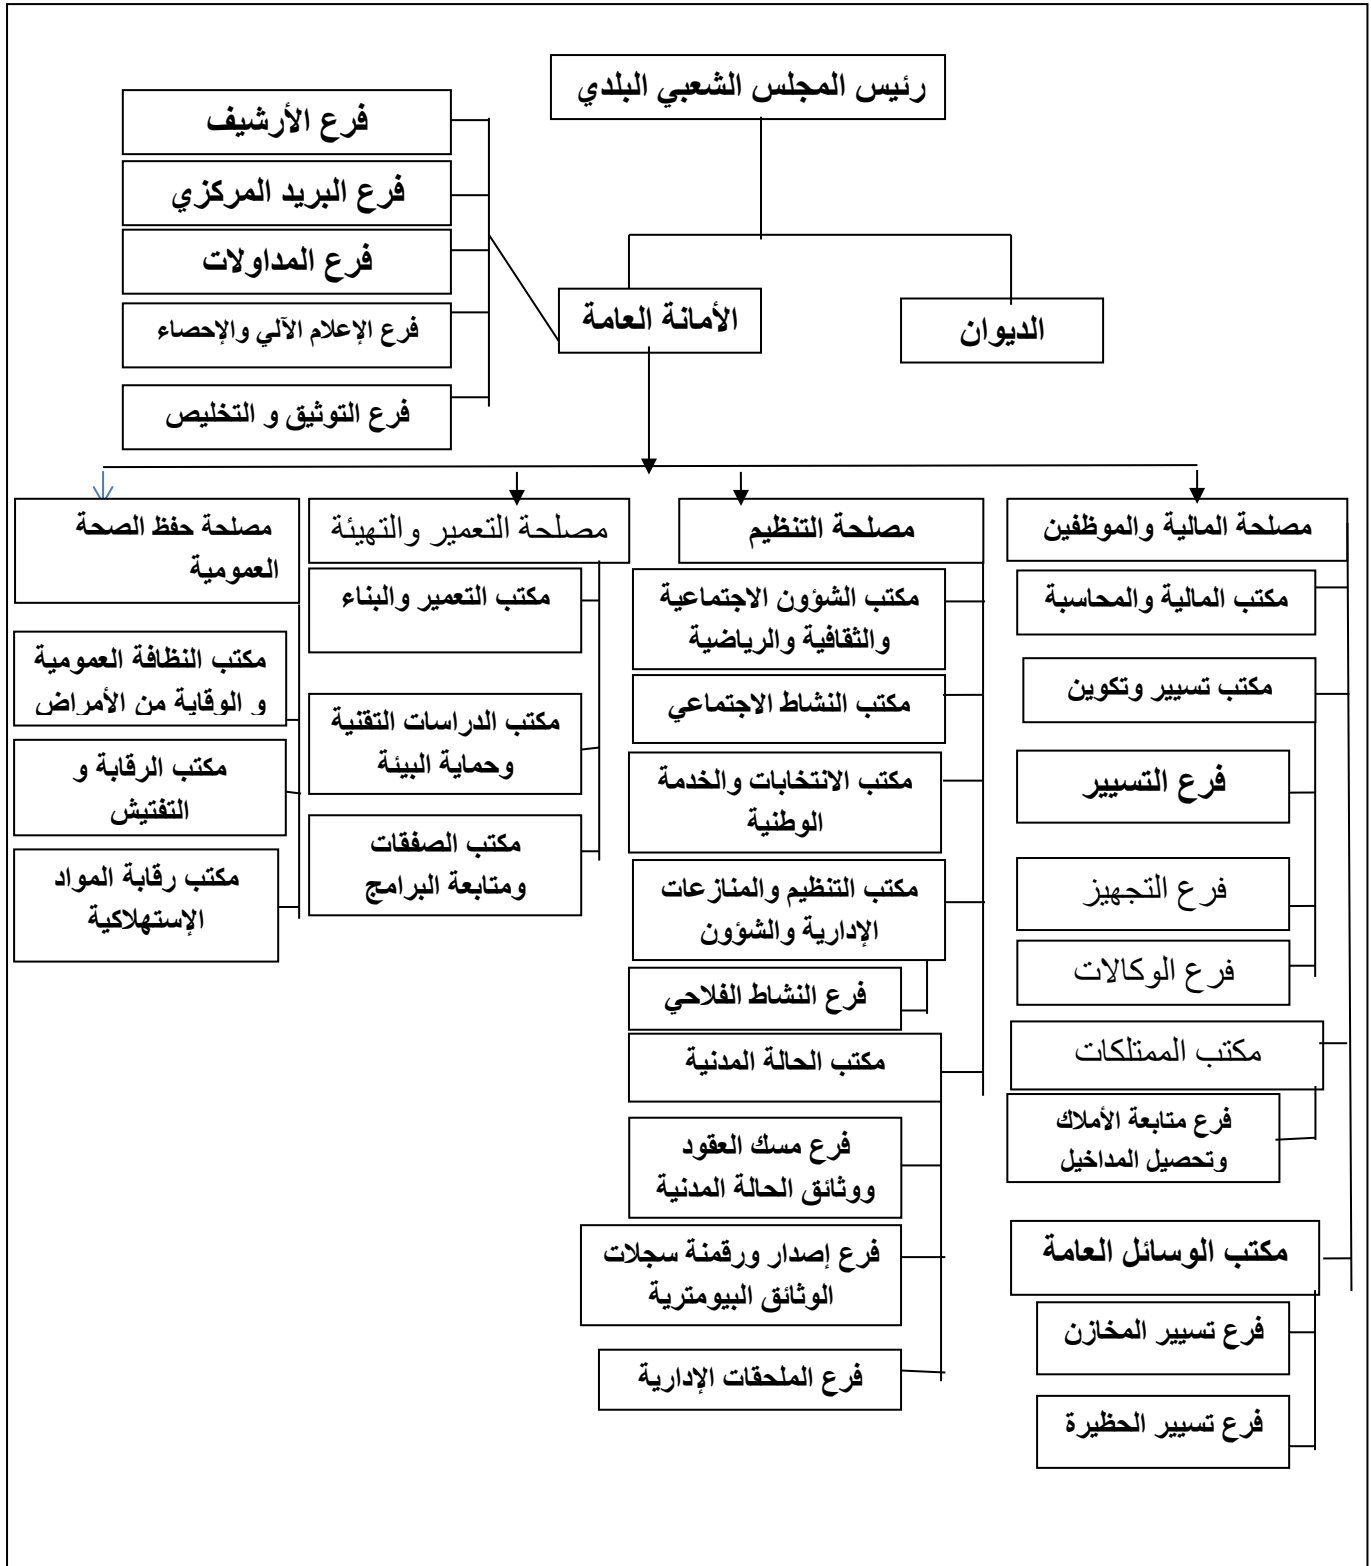 رئيس المجلس الشعبي البلدي
فرع الأرشيف
فرع البريد المركزي
فرع المداولات
فرع الإعلام الآلي والإحصاء
فرع التوثيق و التخليص
الأمانة العامة
الديوان
مصلحة المالية والموظفين
مكتب المالية والمحاسبة
مكتب تسيير وتكوين
فرع التسيير
فرع التجهيز
فرع الوكالات
مكتب الممتلكات
فرع متابعة الأملاك
وتحصيل المداخيل
مكتب الوسائل العامة
فرع تسيير المخازن
فرع تسيير الحظيرة
مصلحة التنظيم
مكتب الشؤون الاجتماعية
والثقافية والرياضية
مكتب النشاط الاجتماعي
مكتب الانتخابات والخدمة
الوطنية
مكتب التنظيم والمنازعات
الإدارية والشؤون
فرع النشاط الفلاحي
مكتب الحالة المدنية
فرع مسك العقود
ووثائق الحالة المدنية
فرع إصدار ورقمنة سجلات
الوثائق البيومترية
فرع الملحقات الإدارية
مصلحة التعمير والتهيئة
مكتب التعمير والبناء
مكتب الدراسات التقنية
وحماية البيئة
مكتب الصفقات
ومتابعة البرامج
مصلحة حفظ الصحة
العمومية
مكتب النظافة العمومية
و الوقاية من الأمراض
مكتب الرقابة و
التفتيش
مكتب رقابة المواد
الإستهلاكية